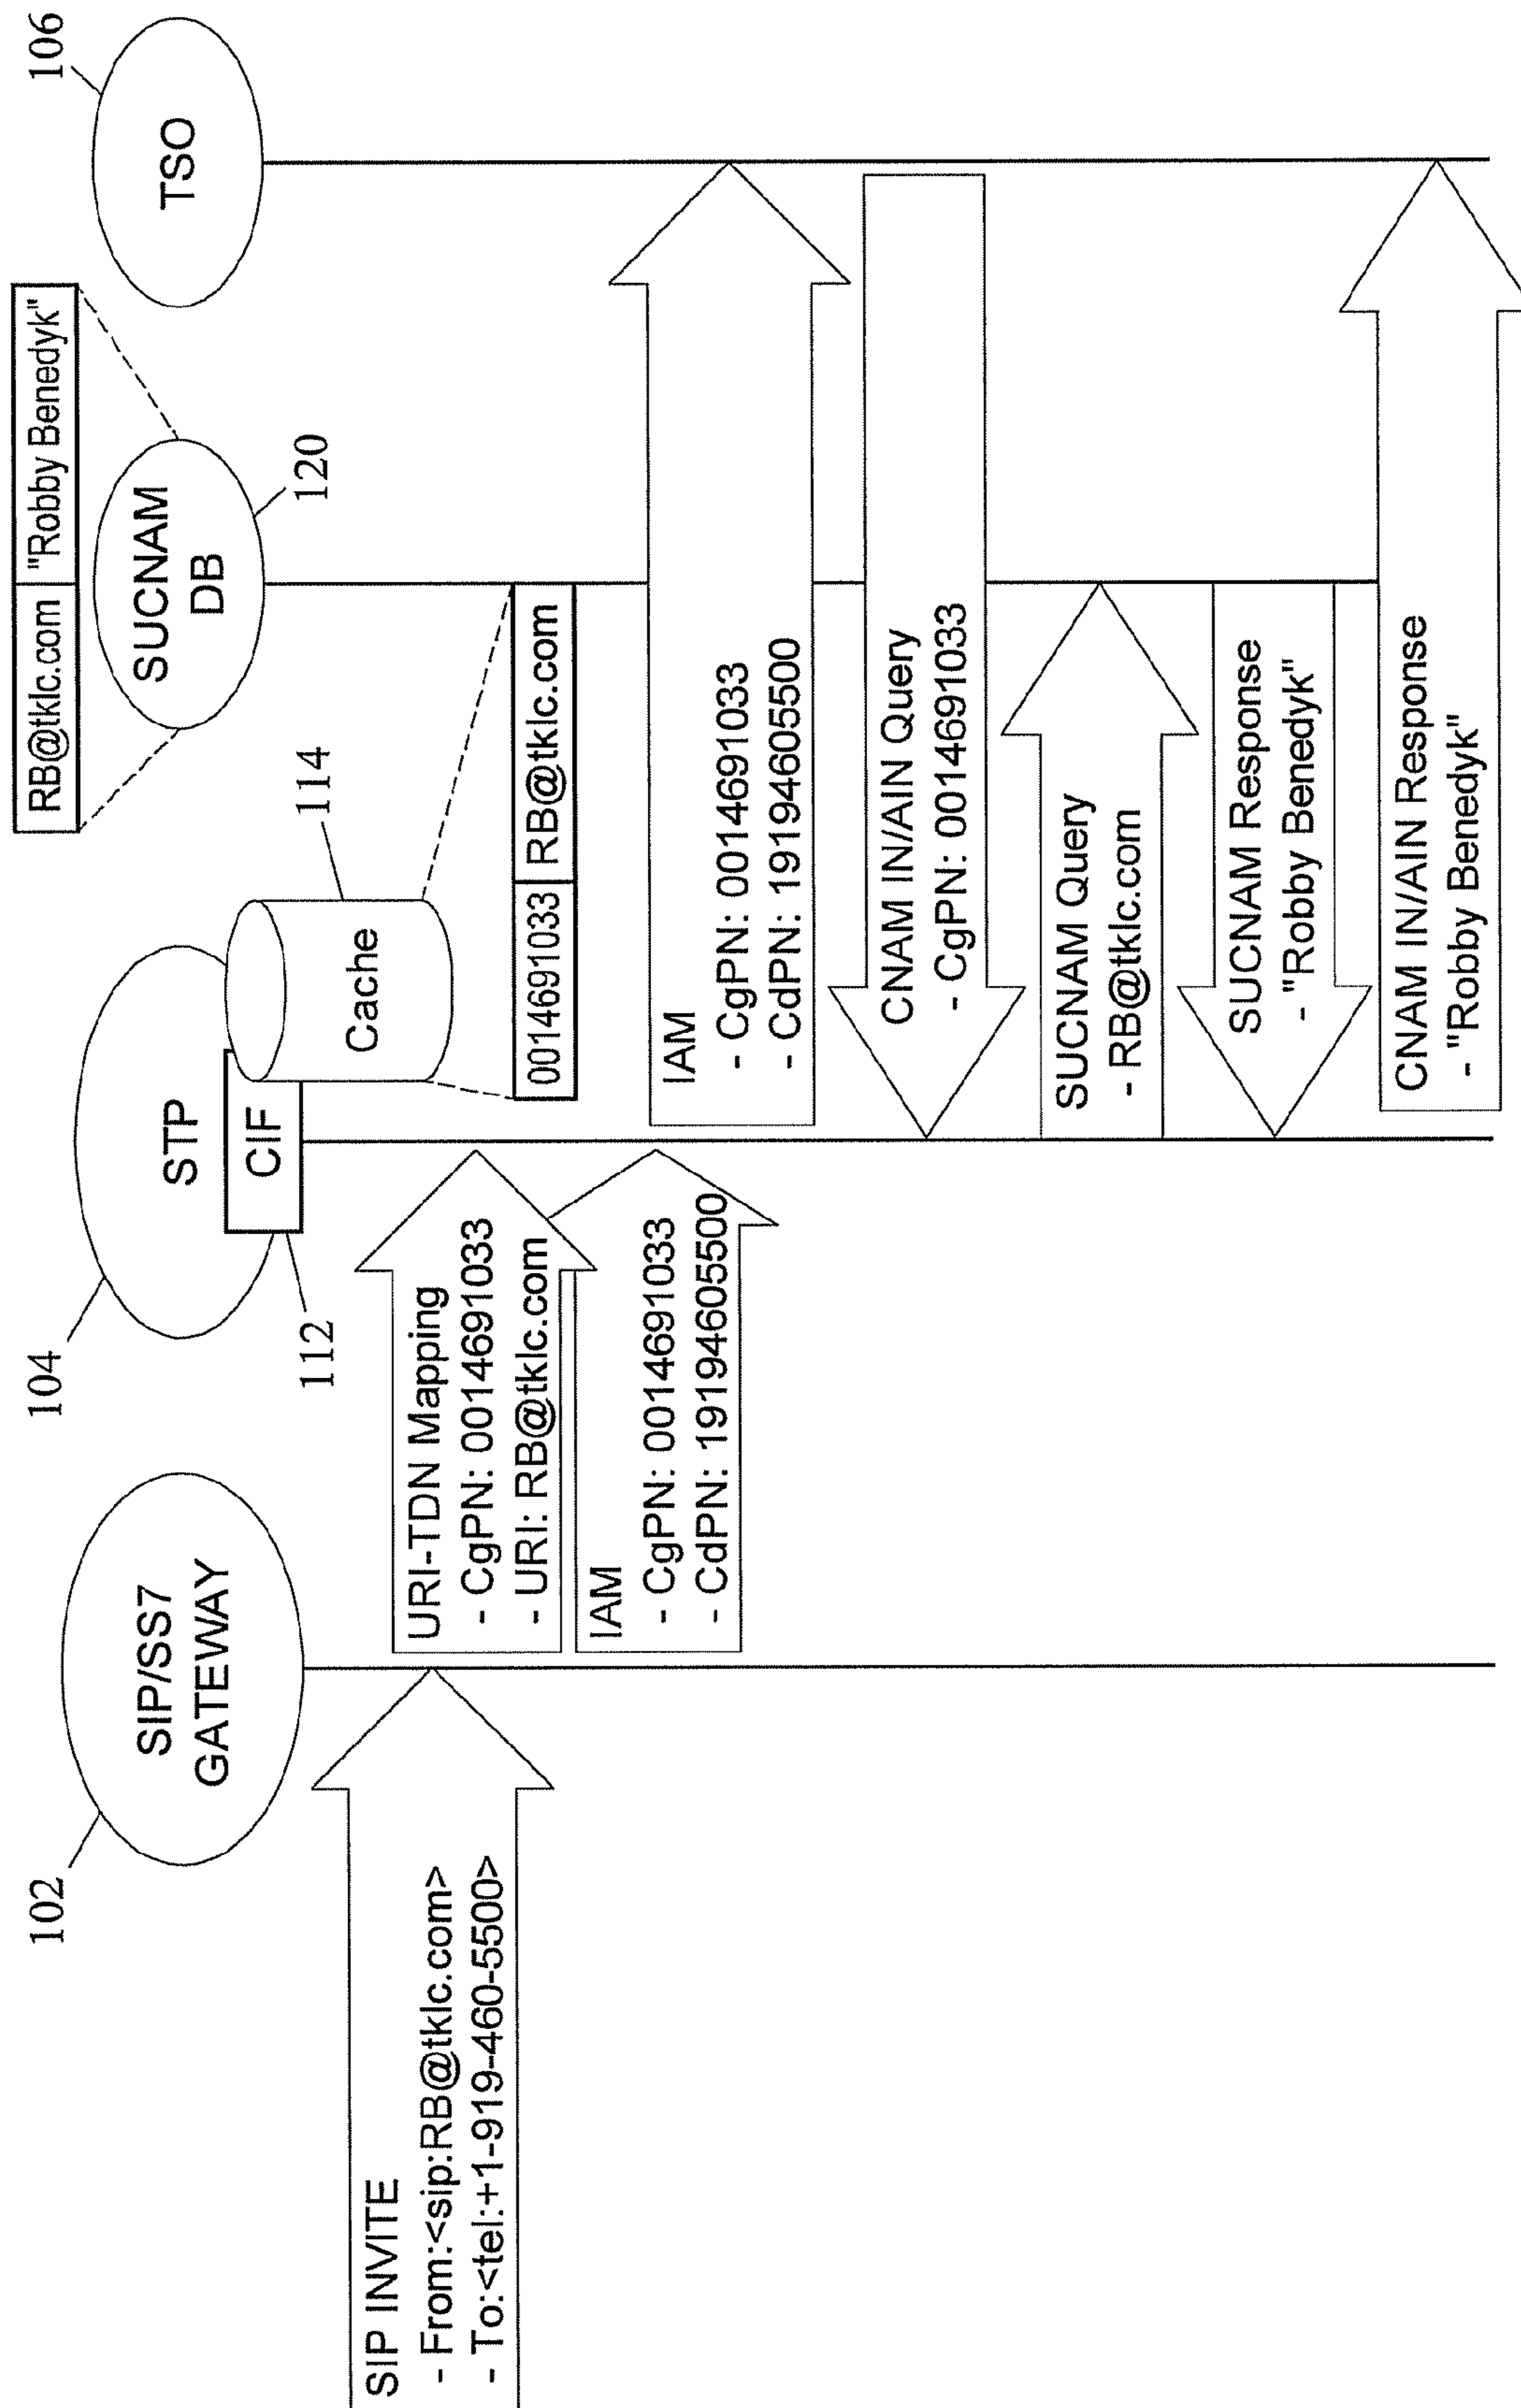 102
SIP/SS7
GATEWAY
104
STP
CIF
112
Cache
114
0014691033 RB@tklc.com
RB@tklc.com "Robby Benedyk"
SUCNAM
DB
120
TSO
106
SIP INVITE
- From:<sip:RB@tklc.com>
- To:<tel:+1-919-460-5500>
URI-TDN Mapping
- CgPN: 0014691033
- URI: RB@tklc.com
IAM
- CgPN: 0014691033
- CdPN: 19194605500
IAM
- CgPN: 0014691033
- CdPN: 19194605500
CNAM IN/AIN Query
- CgPN: 0014691033
SUCNAM Query
- RB@tklc.com
SUCNAM Response
- "Robby Benedyk"
CNAM IN/AIN Response
- "Robby Benedyk"